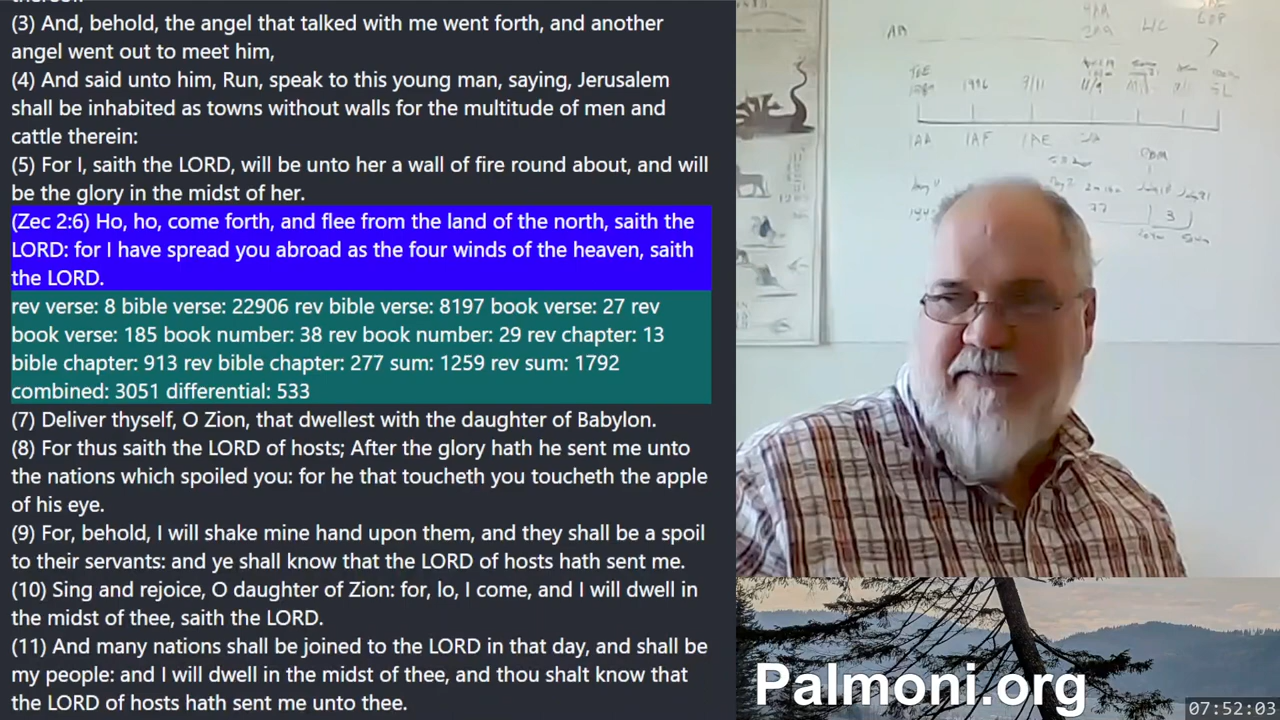 (3) And, behold, the angel that talked with me went forth, and another
angel went out to meet him,
(4) And said unto him, Run, speak to this young man, saying, Jerusalem
shall be inhabited as towns without walls for the multitude of men and
cattle therein:
(5) For I, saith the LORD, will be unto her a wall of fire round about, and will
be the glory in the midst of her.
(Zec 2:6) Ho, ho, come forth, and flee from the land of the north, saith the
LORD: for I have spread you abroad as the four winds of the heaven, saith
the LORD.
rev verse: 8 bible verse: 22906 rev bible verse: 8197 book verse: 27 rev
book verse: 185 book number: 38 rev book number: 29 rev chapter: 13
bible chapter: 913 rev bible chapter: 277 sum: 1259 rev sum: 1792
combined: 3051 differential: 533
(7) Deliver thyself, O Zion, that dwellest with the daughter of Babylon.
(8) For thus saith the LORD of hosts; After the glory hath he sent me unto
the nations which spoiled you: for he that toucheth you toucheth the apple
of his eye.
(9) For, behold, I will shake mine hand upon them, and they shall be a spoil
to their servants: and ye shall know that the LORD of hosts hath sent me.
(10) Sing and rejoice, O daughter of Zion: for, lo, I come, and I will dwell in
the midst of thee, saith the LORD.
(11) And many nations shall be joined to the LORD in that day, and shall be
my people: and I will dwell in the midst of thee, and thou shalt know that
the LORD of hosts hath sent me unto thee.
1996 9/11 11/9
1AA 1AF 1AE
77 3
Palmoni.org
07:52:03